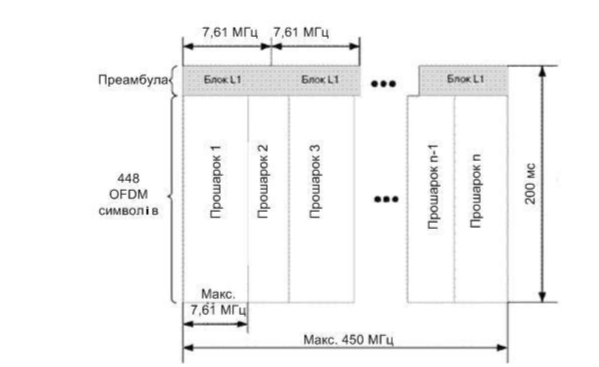 7,61 МГц 7,61 МГц
Преамбула Блок L1 Блок L1 Блок L1
448
OFDM
символів
Прошарок 1
Прошарок 2
Прошарок 3
Прошарок n-1
Прошарок n
200 мс
Макс.
7,61 МГц
Макс. 450 МГц